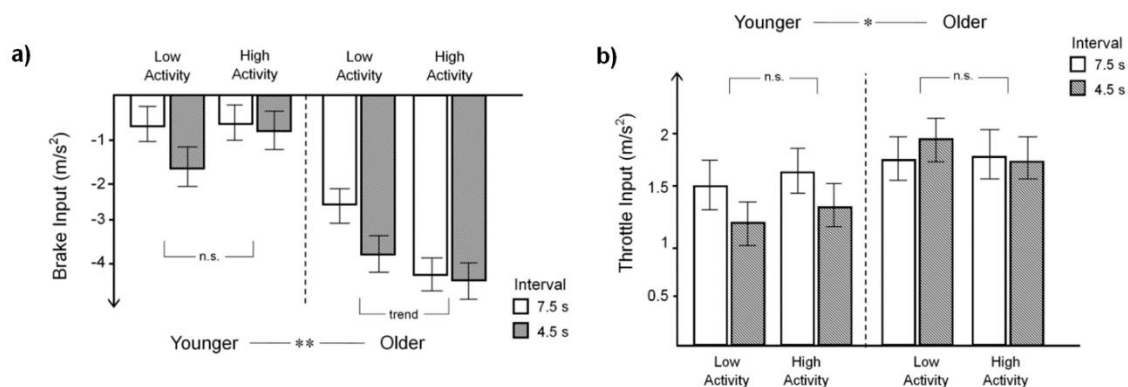 a)
Low
Activity
High
Activity
Low
Activity
High
Activity
Brake Input (m/s²)
-1
-2
-3
-4
n.s.
trend
Interval
7.5 s
4.5 s
Younger ** Older
b)
Younger * Older
Interval
7.5 s
4.5 s
n.s.
n.s.
Throttle Input (m/s²)
2
1.5
1
0.5
Low
Activity
High
Activity
Low
Activity
High
Activity